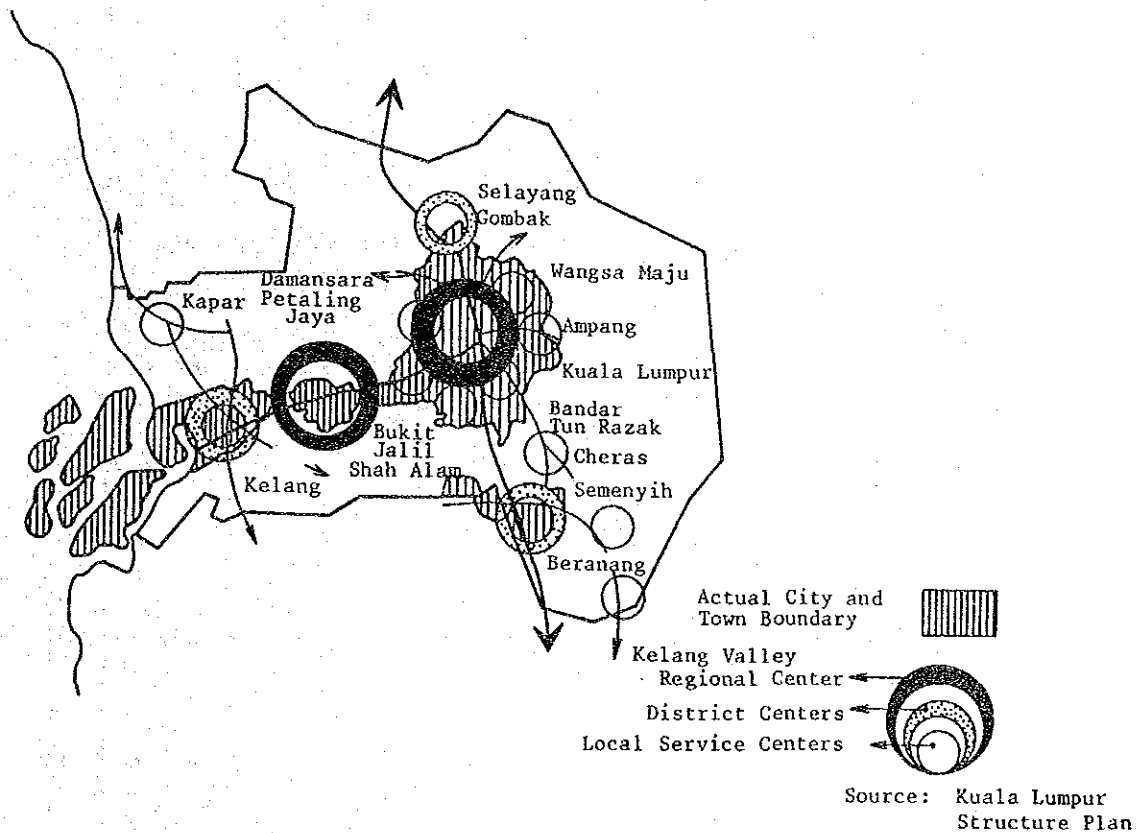 Selayang
Gombak
Wangsa Maju
Damansara
Petaling
Jaya
Kapar
Ampang
Kuala Lumpur
Bandar
Tun Razak
Bukit
Jalil
Shah Alam
Cheras
Kelang
Semenyih
Beranang
Actual City and
Town Boundary
Kelang Valley
Regional Center
District Centers
Local Service Centers
Source: Kuala Lumpur
Structure Plan